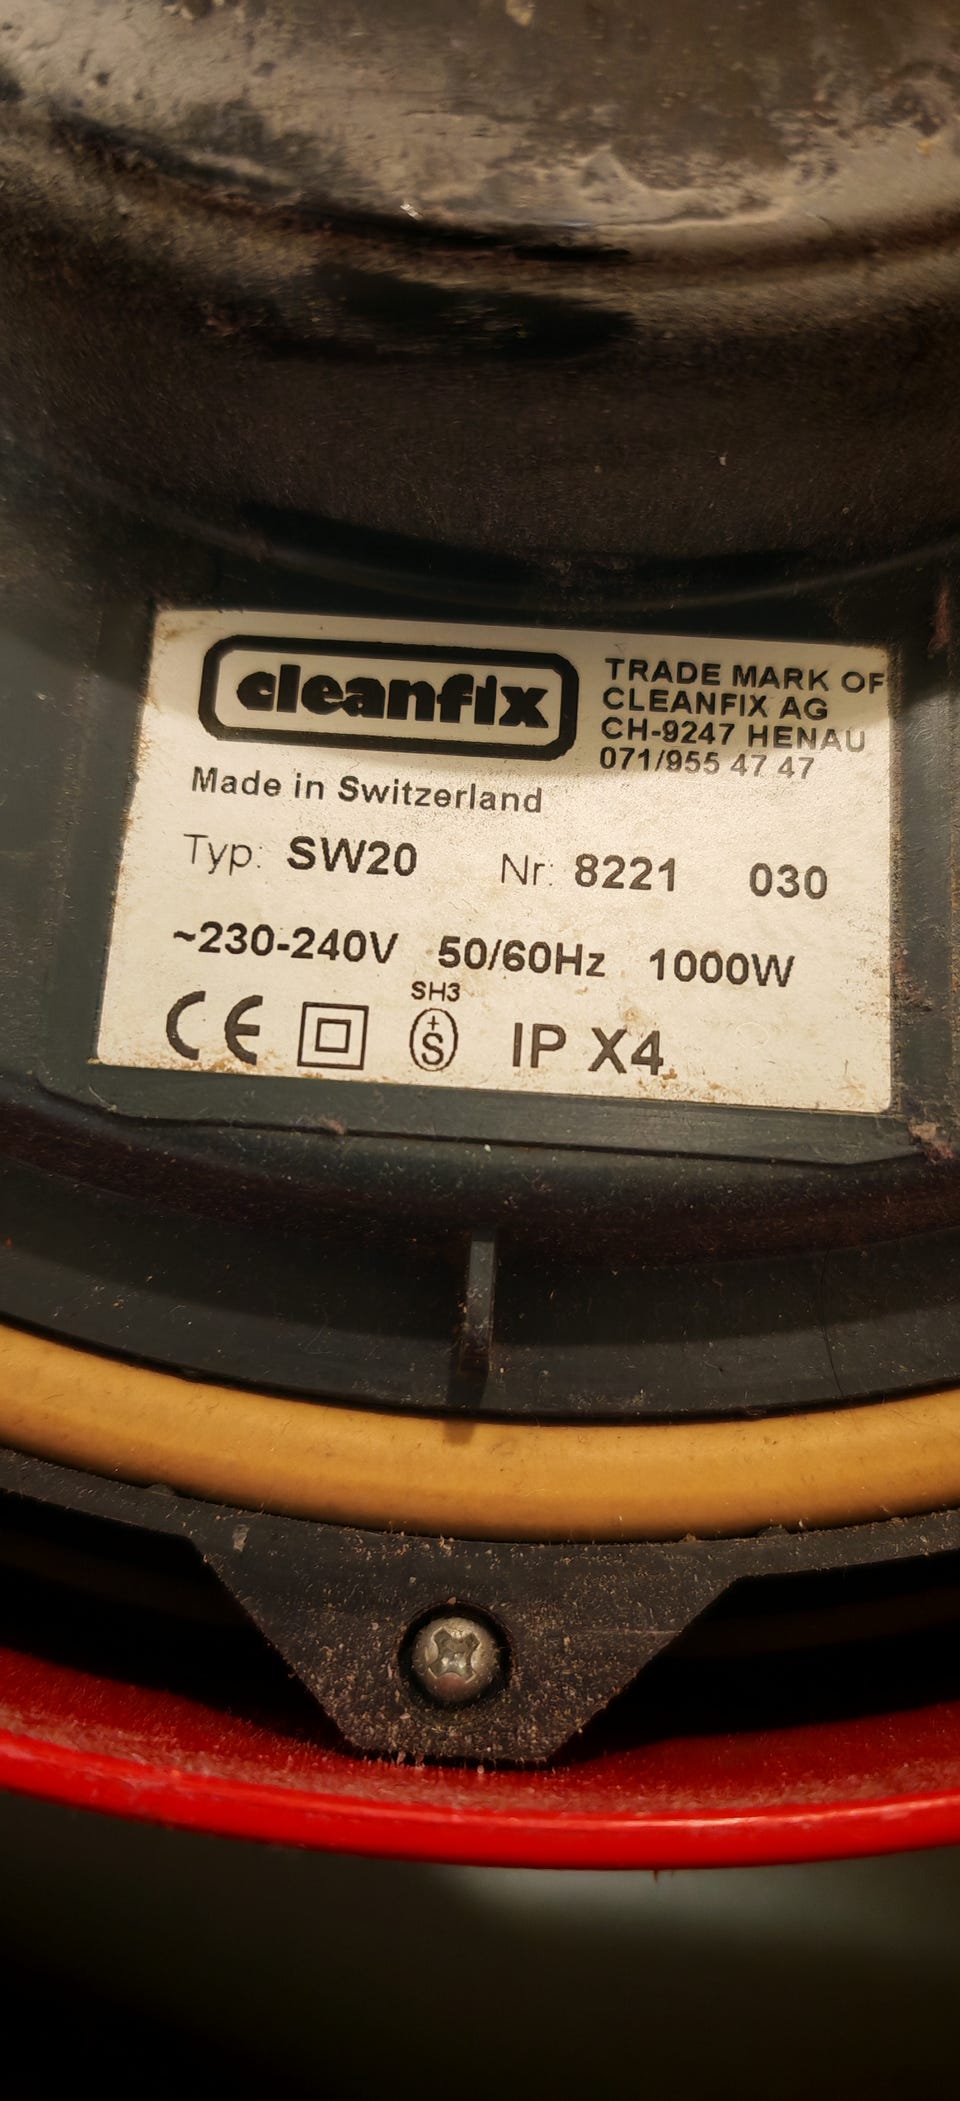 cleanfix
TRADE MARK OF
CLEANFIX AG
CH-9247 HENAU
071/955 47 47
Made in Switzerland
Typ: SW20 Nr: 8221 030
~230-240V 50/60Hz 1000W
SH3
CE +S IP X4